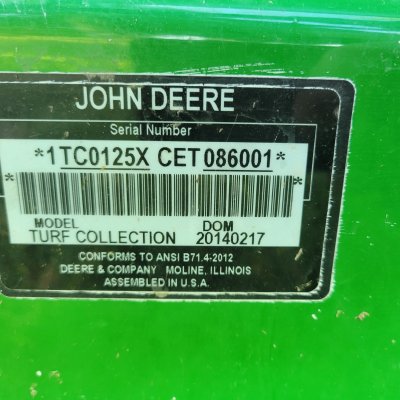 JOHN DEERE
Serial Number
*1TC0125X CET086001*
MODEL DOM
TURF COLLECTION 20140217
CONFORMS TO ANSI B71.4-2012
DEERE & COMPANY MOLINE, ILLINOIS
ASSEMBLED IN U.S.A.